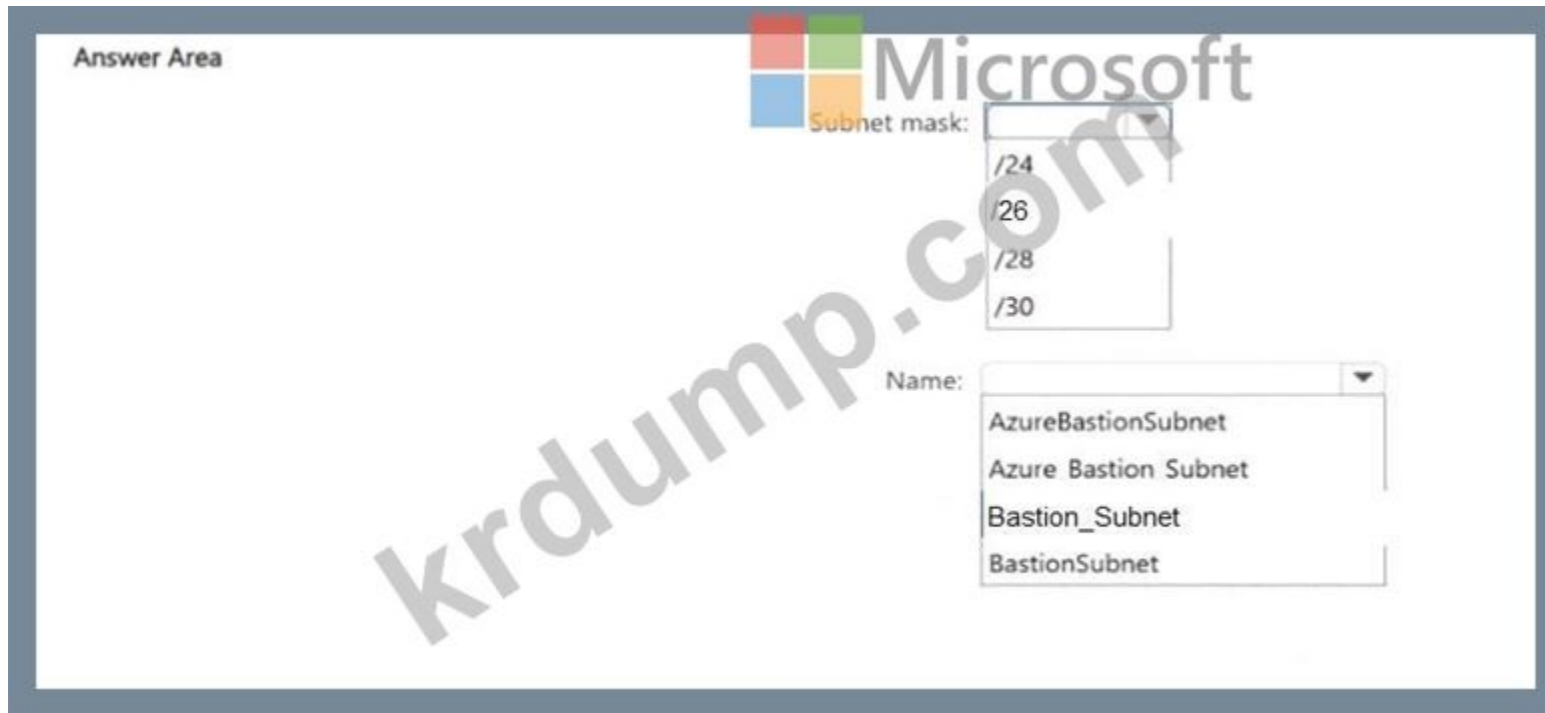 Answer Area
Microsoft
Subnet mask:
/24
/26
/28
/30
Name:
AzureBastionSubnet
Azure Bastion Subnet
Bastion_Subnet
BastionSubnet
krdump.com